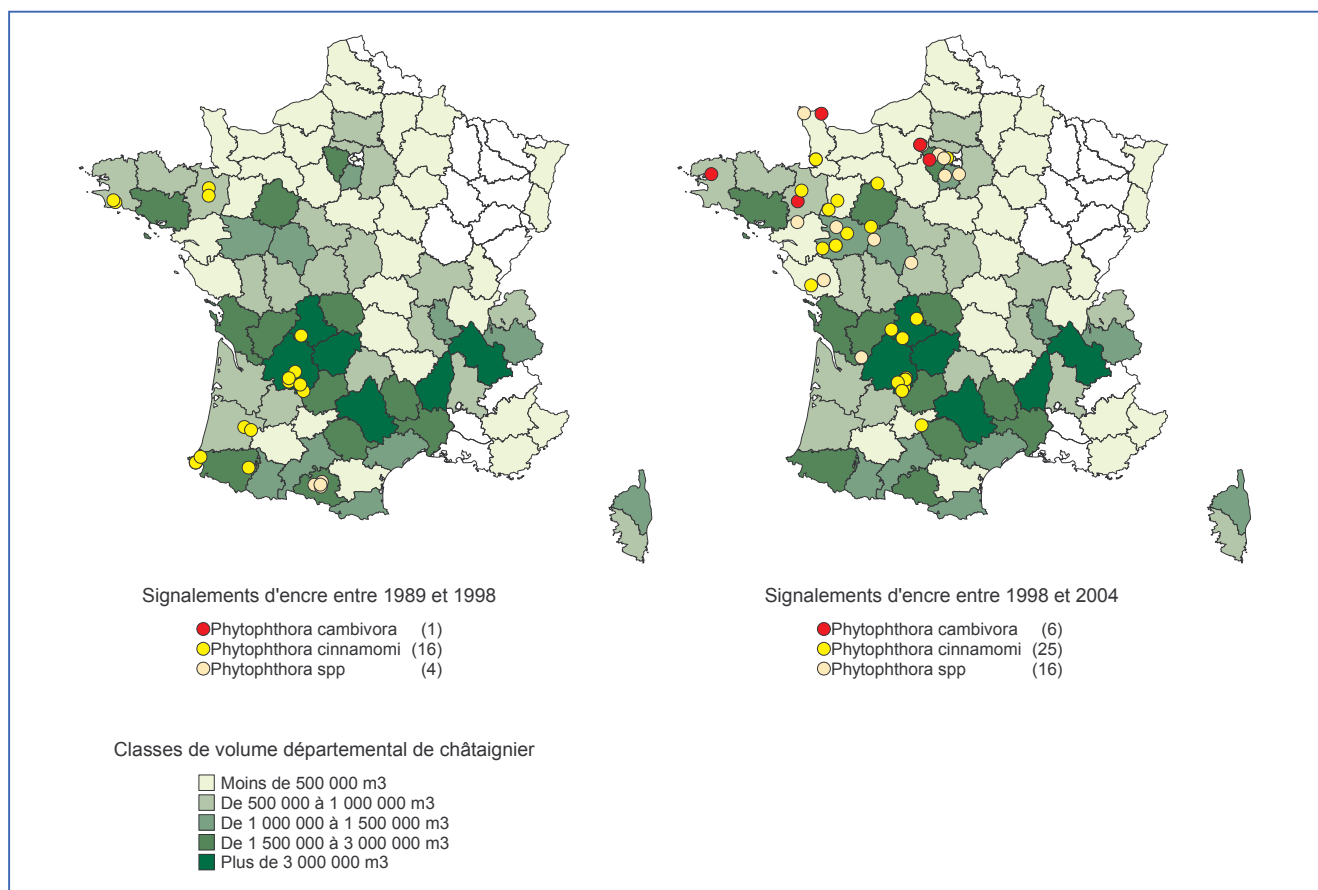 Signalements d'encre entre 1989 et 1998
Phytophthora cambivora (1)
Phytophthora cinnamomi (16)
Phytophthora spp (4)
Signalements d'encre entre 1998 et 2004
Phytophthora cambivora (6)
Phytophthora cinnamomi (25)
Phytophthora spp (16)
Classes de volume départemental de châtaignier
Moins de 500 000 m3
De 500 000 à 1 000 000 m3
De 1 000 000 à 1 500 000 m3
De 1 500 000 à 3 000 000 m3
Plus de 3 000 000 m3